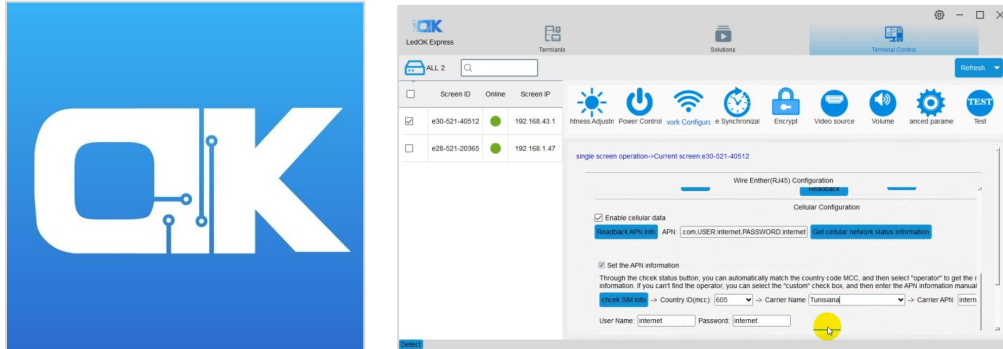 OK
OK
LedOK Express
Termianls
Solutions
Terminal Control
ALL 2
Refresh
Screen ID Online Screen IP
e30-521-40512 192.168.43.1
e28-521-20365 192.168.1.47
htness Adjustn Power Control vork Configura e Synchronizat Encrypt Video source Volume anced parame Test
TEST
single screen operation->Current screen e30-521-40512
Wire Enther(RJ45) Configuration
Readback
Cellular Configuration
Enable cellular data
Readback APN Info APN: .com,USER:internet,PASSWORD:internet Get cellular network status information
Set the APN information
Through the chcek status button, you can automatically match the country code MCC, and then select "operator" to get the r
information. If you can't find the operator, you can select the "custom" check box, and then enter the APN information manual
chcek SIM info -> Country ID(mcc): 605 -> Carrier Name Tunisiana -> Carrier APN: intern
User Name: internet Password: internet
Detect